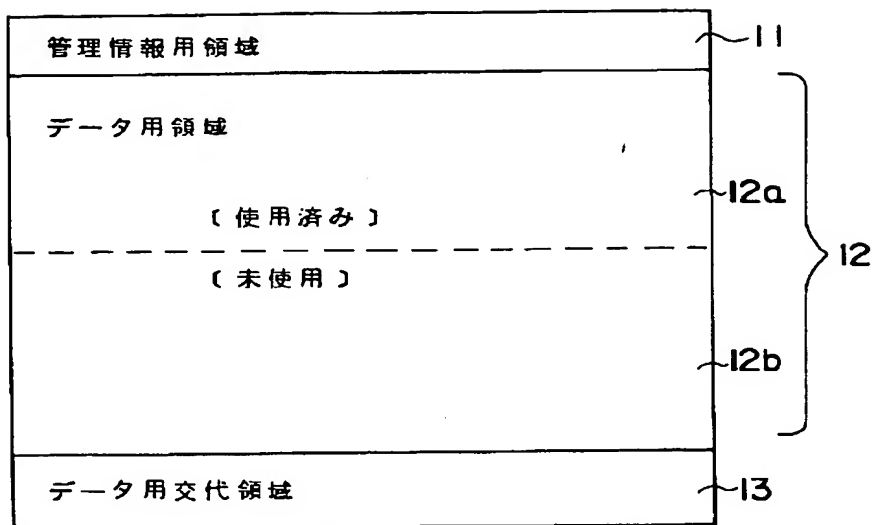 管理情報用領域 11
データ用領域
12a
〔使用済み〕
12
〔未使用〕
12b
データ用交代領域 13